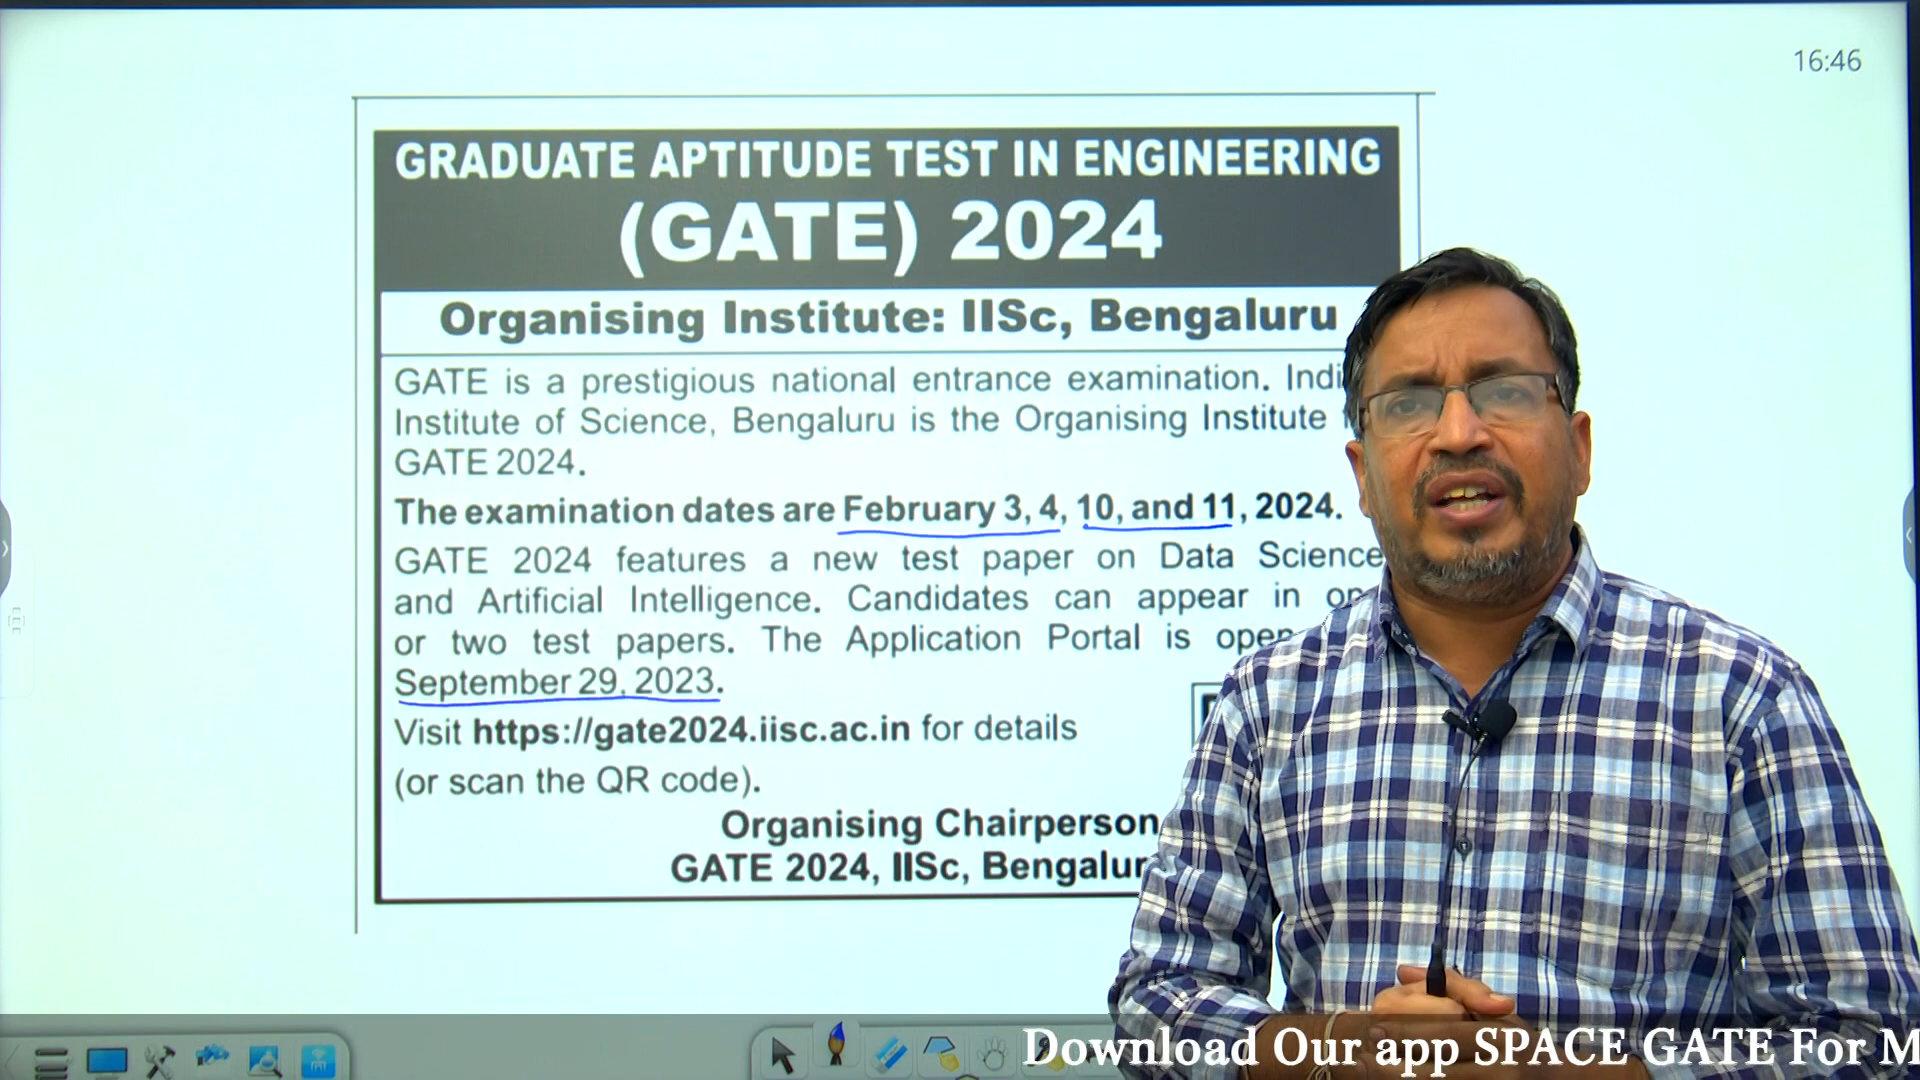 16:46
GRADUATE APTITUDE TEST IN ENGINEERING
(GATE) 2024
Organising Institute: IISc, Bengaluru
GATE is a prestigious national entrance examination.
Institute of Science, Bengaluru is the Organising Institute
GATE 2024.
The examination dates are February 3, 4, 10, and 11, 2024.
GATE 2024 features a new test paper on Data Science
and Artificial Intelligence. Candidates can appear in
or two test papers. The Application Portal is open
September 29, 2023.
Visit https://gate2024.iisc.ac.in for details
(or scan the QR code).
Organising Chairperson
GATE 2024, IISc,
Download Our app SPACE GATE For